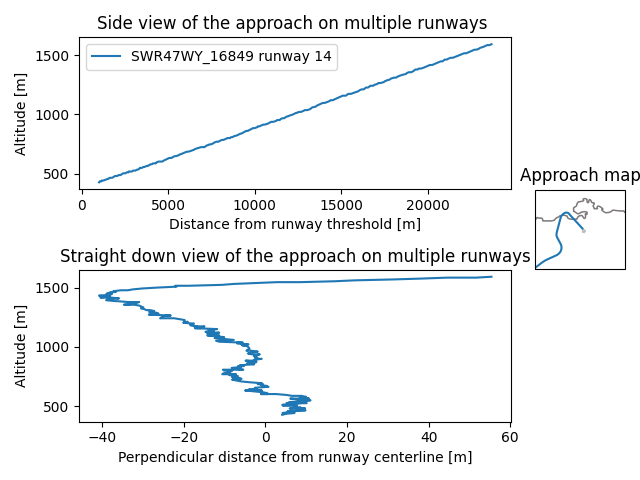 Side view of the approach on multiple runways
SWR47WY_16849 runway 14
1500
1000
500
Altitude [m]
0 5000 10000 15000 20000
Distance from runway threshold [m]
Approach map
Straight down view of the approach on multiple runways
1500
1000
500
Altitude [m]
−40 −20 0 20 40 60
Perpendicular distance from runway centerline [m]